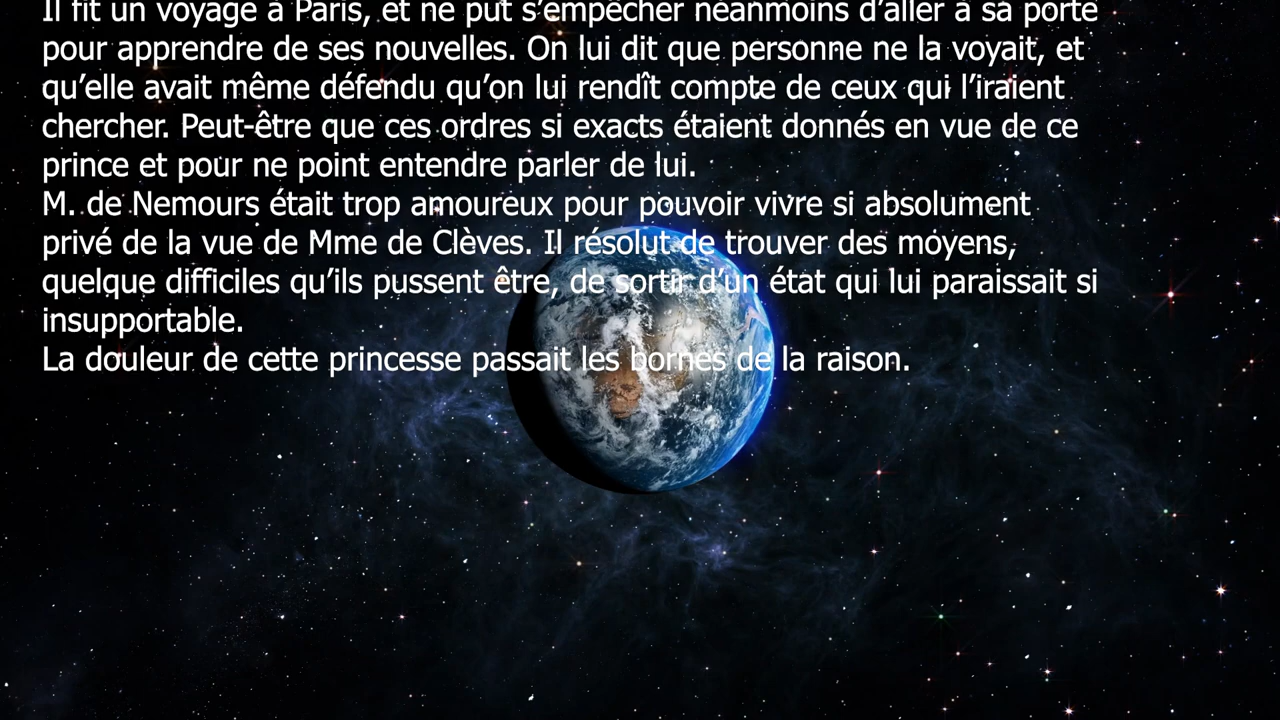 Il fit un voyage à Paris, et ne put s’empêcher néanmoins d’aller à sa porte
pour apprendre de ses nouvelles. On lui dit que personne ne la voyait, et
qu’elle avait même défendu qu’on lui rendît compte de ceux qui l’iraient
chercher. Peut-être que ces ordres si exacts étaient donnés en vue de ce
prince et pour ne point entendre parler de lui.
M. de Nemours était trop amoureux pour pouvoir vivre si absolument
privé de la vue de Mme de Clèves. Il résolut de trouver des moyens,
quelque difficiles qu’ils pussent être, de sortir d’un état qui lui paraissait si
insupportable.
La douleur de cette princesse passait les bornes de la raison.